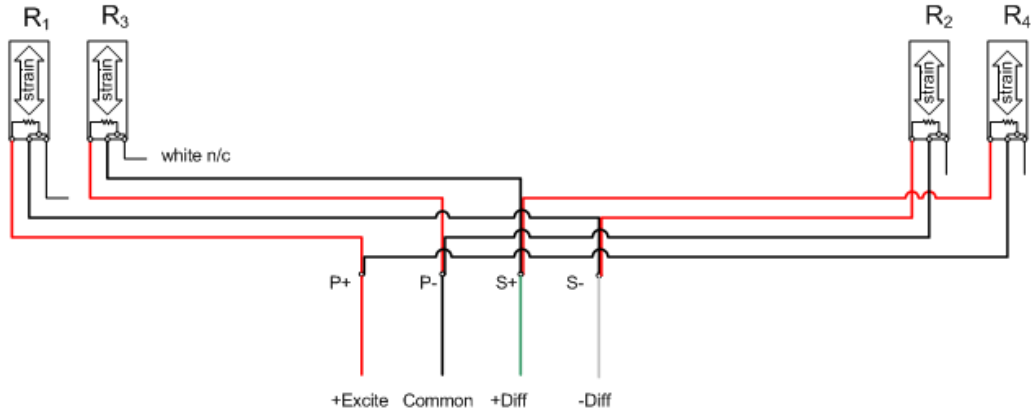 R1 R3 R2 R4
strain strain strain strain
white n/c
P+ P- S+ S-
+Excite Common +Diff -Diff